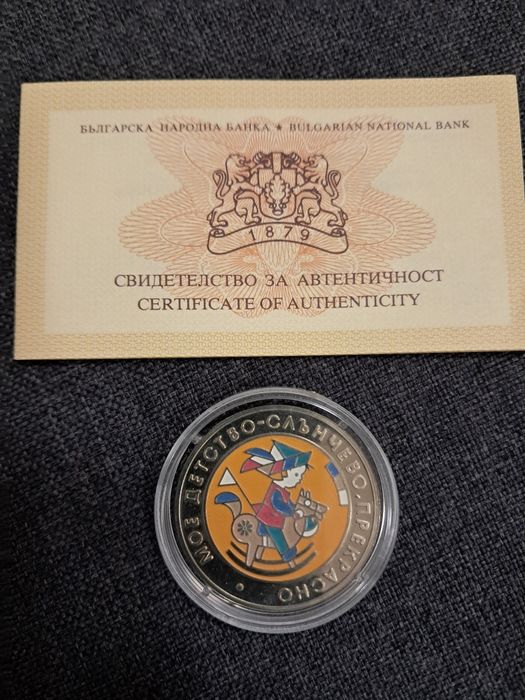 БЪЛГАРСКА НАРОДНА БАНКА ★ BULGARIAN NATIONAL BANK
1879
СВИДЕТЕЛСТВО ЗА АВТЕНТИЧНОСТ
CERTIFICATE OF AUTHENTICITY
МОЕ ДЕТСТВО-СЛЪНЧЕВО, ПРЕКРАСНО